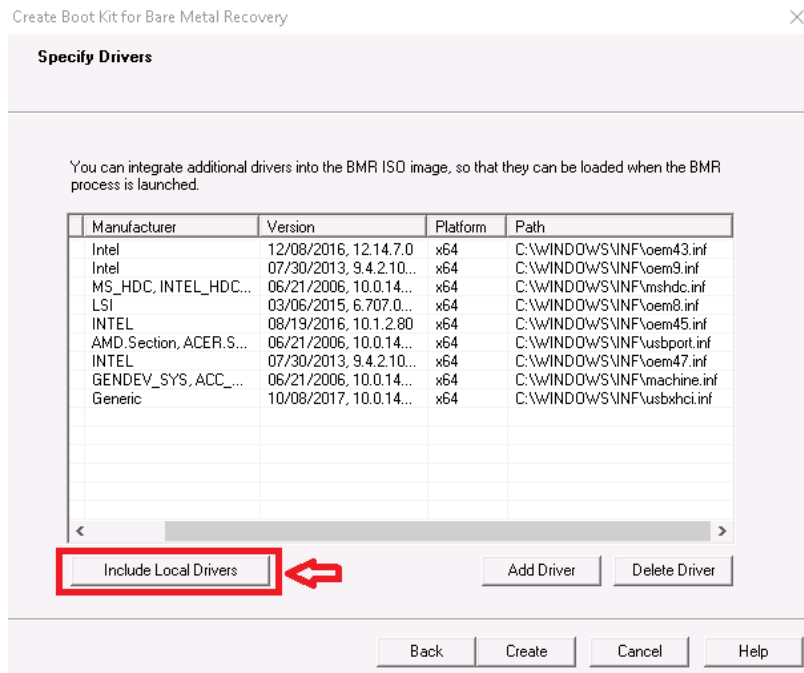 Create Boot Kit for Bare Metal Recovery
Specify Drivers
You can integrate additional drivers into the BMR ISO image, so that they can be loaded when the BMR
process is launched.
Manufacturer Version Platform Path
Intel 12/08/2016, 12.14.7.0 x64 C:\WINDOWS\INF\oem43.inf
Intel 07/30/2013, 9.4.2.10... x64 C:\WINDOWS\INF\oem9.inf
MS_HDC, INTEL_HDC... 06/21/2006, 10.0.14... x64 C:\WINDOWS\INF\mshdc.inf
LSI 03/06/2015, 6.707.0... x64 C:\WINDOWS\INF\oem8.inf
INTEL 08/19/2016, 10.1.2.80 x64 C:\WINDOWS\INF\oem45.inf
AMD.Section, ACER.S... 06/21/2006, 10.0.14... x64 C:\WINDOWS\INF\usbport.inf
INTEL 07/30/2013, 9.4.2.10... x64 C:\WINDOWS\INF\oem47.inf
GENDEV_SYS, ACC_... 06/21/2006, 10.0.14... x64 C:\WINDOWS\INF\machine.inf
Generic 10/08/2017, 10.0.14... x64 C:\WINDOWS\INF\usbxhci.inf
Include Local Drivers Add Driver Delete Driver
Back Create Cancel Help